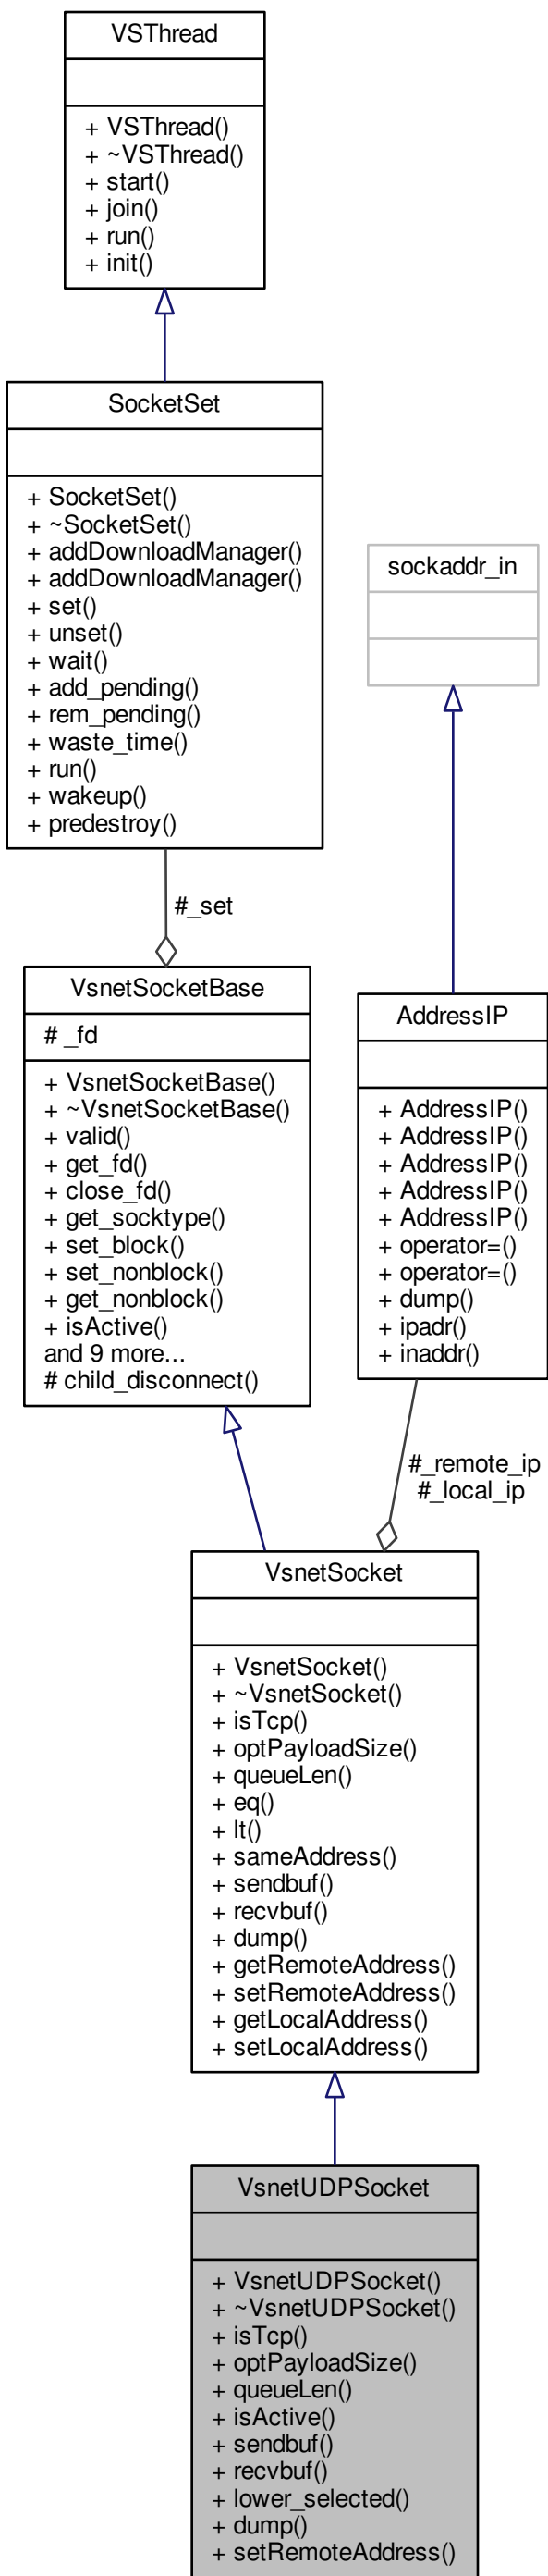 VSThread
+ VSThread()
+ ~VSThread()
+ start()
+ join()
+ run()
+ init()
SocketSet
+ SocketSet()
+ ~SocketSet()
+ addDownloadManager()
+ addDownloadManager()
+ set()
+ unset()
+ wait()
+ add_pending()
+ rem_pending()
+ waste_time()
+ run()
+ wakeup()
+ predestroy()
sockaddr_in
#_set
VsnetSocketBase
# _fd
+ VsnetSocketBase()
+ ~VsnetSocketBase()
+ valid()
+ get_fd()
+ close_fd()
+ get_socktype()
+ set_block()
+ set_nonblock()
+ get_nonblock()
+ isActive()
and 9 more...
# child_disconnect()
AddressIP
+ AddressIP()
+ AddressIP()
+ AddressIP()
+ AddressIP()
+ AddressIP()
+ operator=()
+ operator=()
+ dump()
+ ipadr()
+ inaddr()
#_remote_ip
#_local_ip
VsnetSocket
+ VsnetSocket()
+ ~VsnetSocket()
+ isTcp()
+ optPayloadSize()
+ queueLen()
+ eq()
+ lt()
+ sameAddress()
+ sendbuf()
+ recvbuf()
+ dump()
+ getRemoteAddress()
+ setRemoteAddress()
+ getLocalAddress()
+ setLocalAddress()
VsnetUDPSocket
+ VsnetUDPSocket()
+ ~VsnetUDPSocket()
+ isTcp()
+ optPayloadSize()
+ queueLen()
+ isActive()
+ sendbuf()
+ recvbuf()
+ lower_selected()
+ dump()
+ setRemoteAddress()